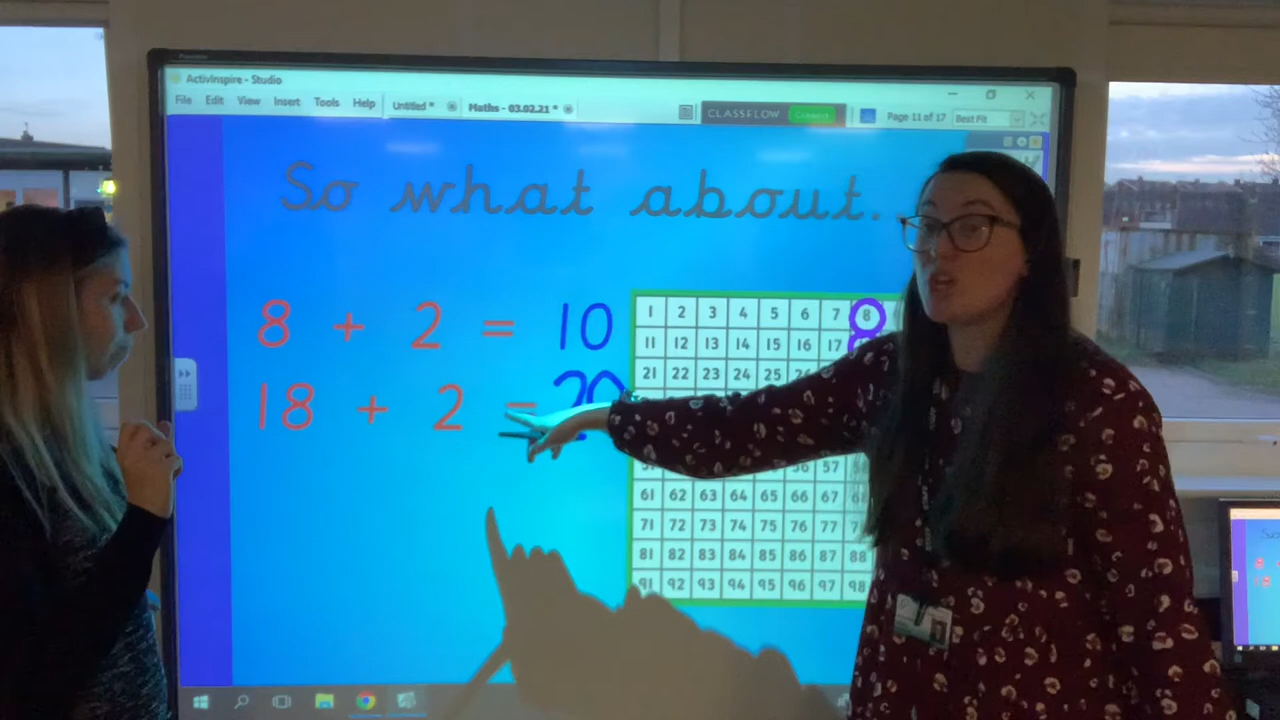 ActivInspire - Studio
File Edit View Insert Tools Help Untitled * Maths - 03.02.21 * CLASSFLOW Connect Page 11 of 17 Best Fit
So what about.
8 + 2 = 10
18 + 2 = 20
1 2 3 4 5 6 7 8
11 12 13 14 15 16 17
21 22 23 24 25
56 57
61 62 63 64 65 66 67
71 72 73 74 75 76 77
81 82 83 84 85 86 87 88
91 92 93 94 95 96 97 98